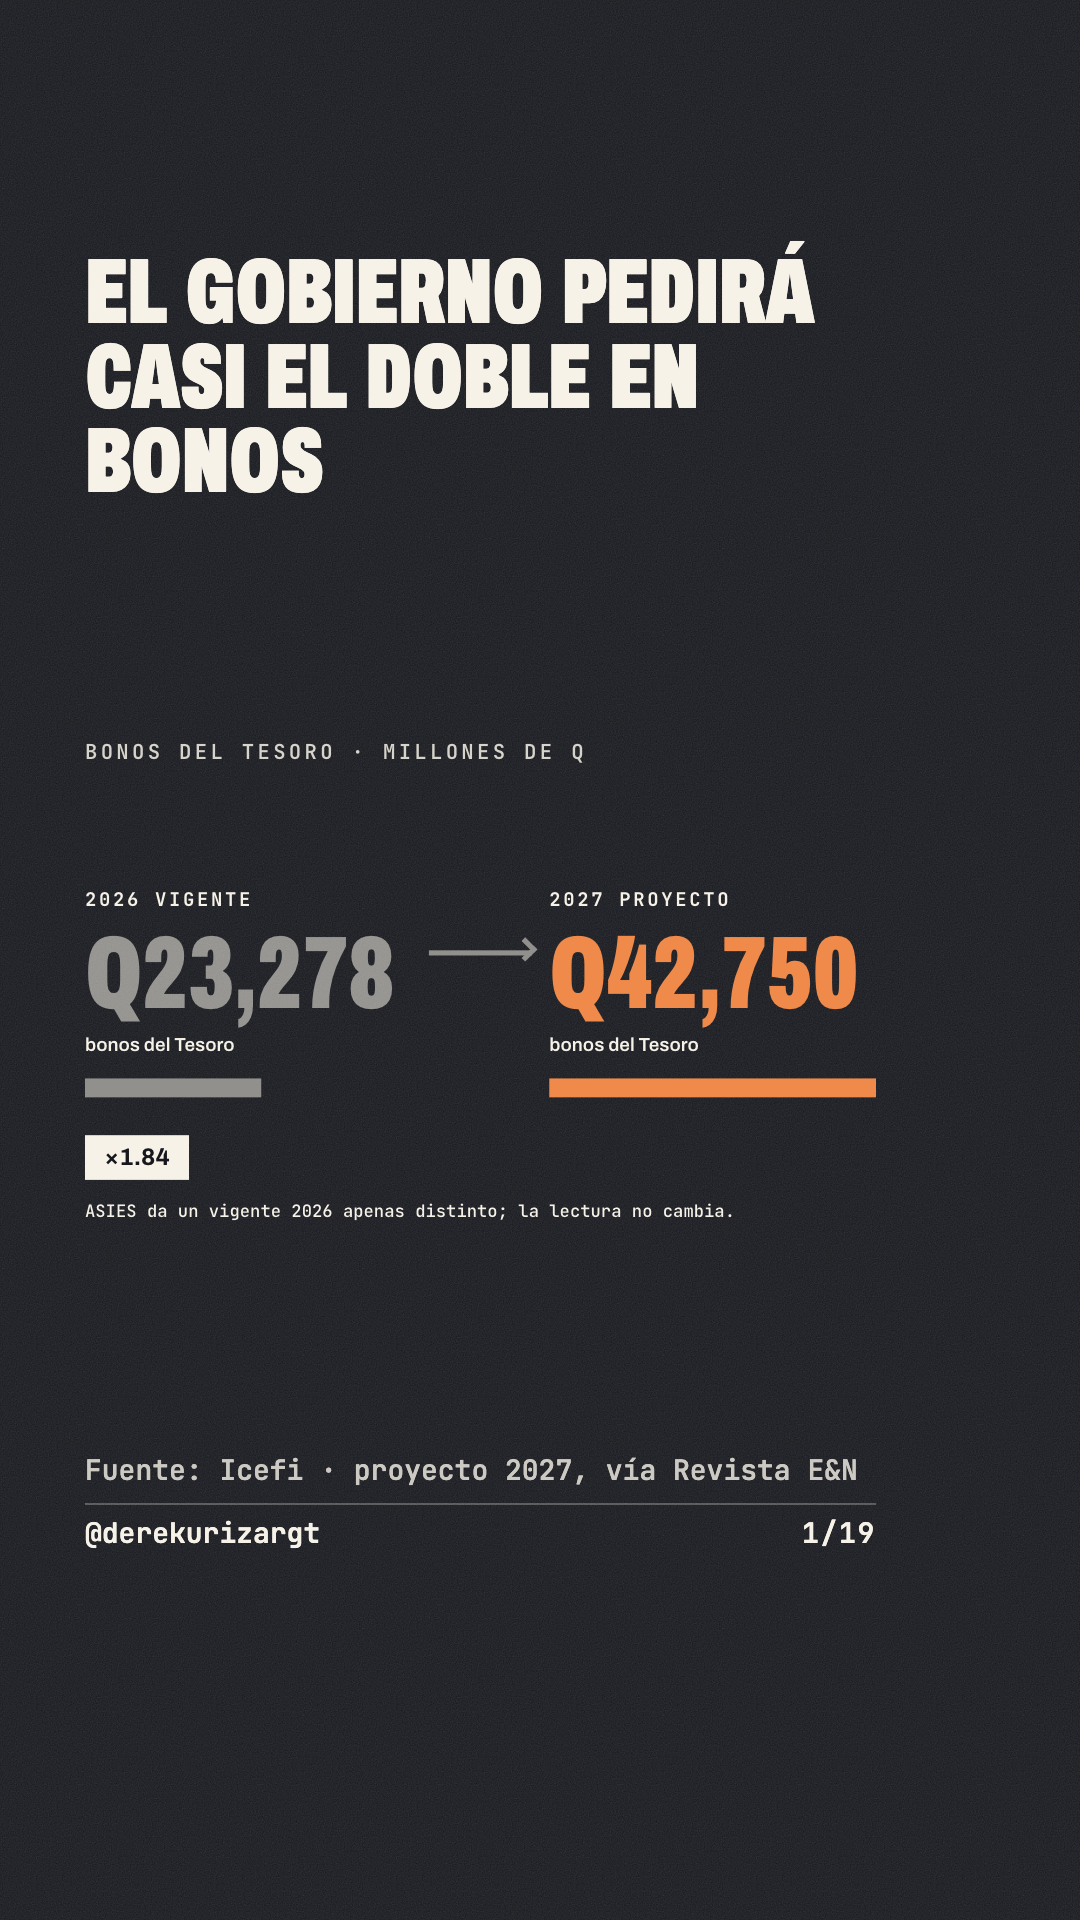 EL GOBIERNO PEDIRÁ
CASI EL DOBLE EN
BONOS
BONOS DEL TESORO · MILLONES DE Q
2026 VIGENTE
Q23,278
bonos del Tesoro
2027 PROYECTO
Q42,750
bonos del Tesoro
×1.84
ASIES da un vigente 2026 apenas distinto; la lectura no cambia.
Fuente: Icefi · proyecto 2027, vía Revista E&N
@derekurizargt
1/19